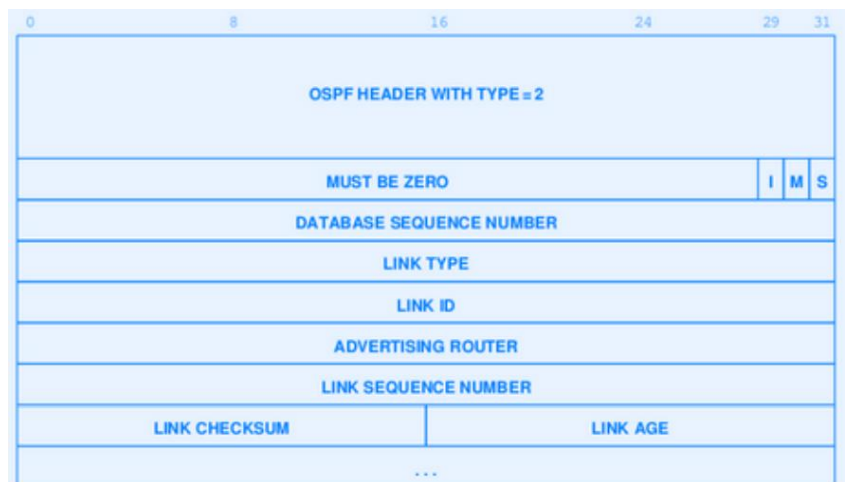 0 8 16 24 29 31
OSPF HEADER WITH TYPE = 2
MUST BE ZERO I M S
DATABASE SEQUENCE NUMBER
LINK TYPE
LINK ID
ADVERTISING ROUTER
LINK SEQUENCE NUMBER
LINK CHECKSUM LINK AGE
...